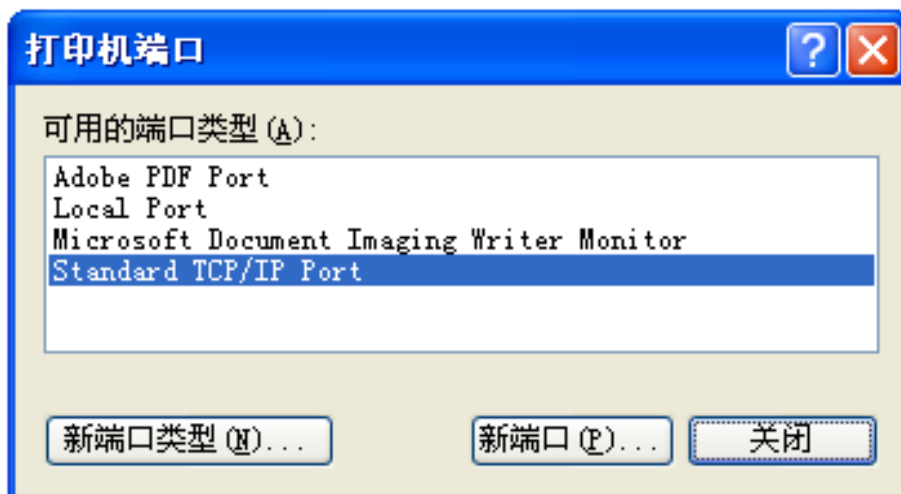 打印机端口
可用的端口类型(A):
Adobe PDF Port
Local Port
Microsoft Document Imaging Writer Monitor
Standard TCP/IP Port
新端口类型(N)...
新端口(P)...
关闭